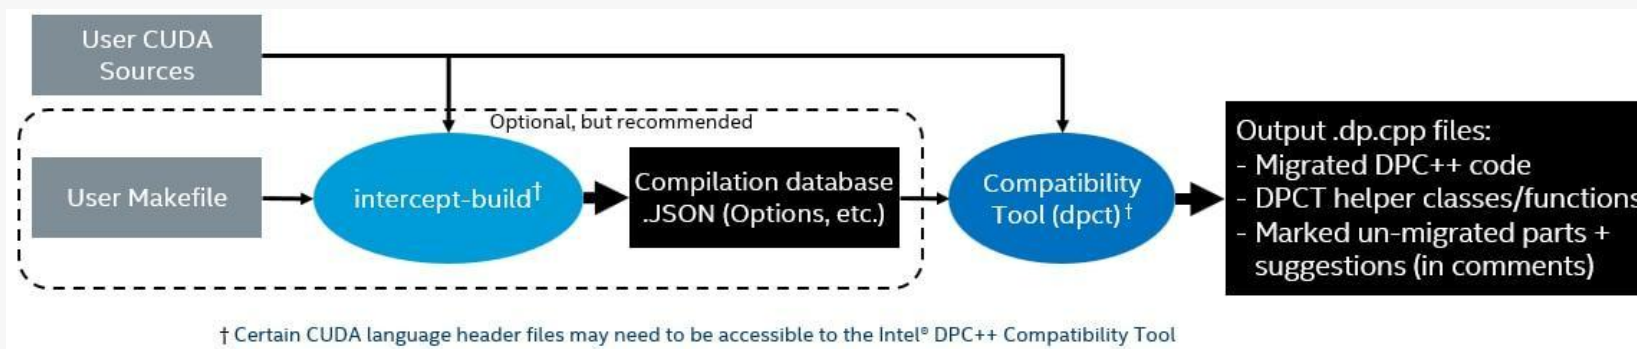 User CUDA
Sources
Optional, but recommended
User Makefile
intercept-build†
Compilation database
.JSON (Options, etc.)
Compatibility
Tool (dpct)†
Output .dp.cpp files:
- Migrated DPC++ code
- DPCT helper classes/functions
- Marked un-migrated parts +
suggestions (in comments)
† Certain CUDA language header files may need to be accessible to the Intel® DPC++ Compatibility Tool